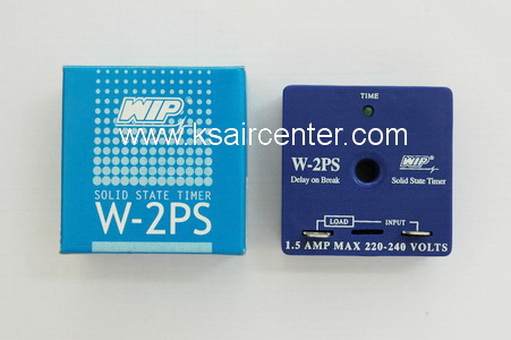 WIP
SOLID STATE TIMER
W-2PS
TIME
W-2PS
Delay on Break
WIP®
Solid State Timer
LOAD INPUT
1.5 AMP MAX 220-240 VOLTS
www.ksaircenter.com